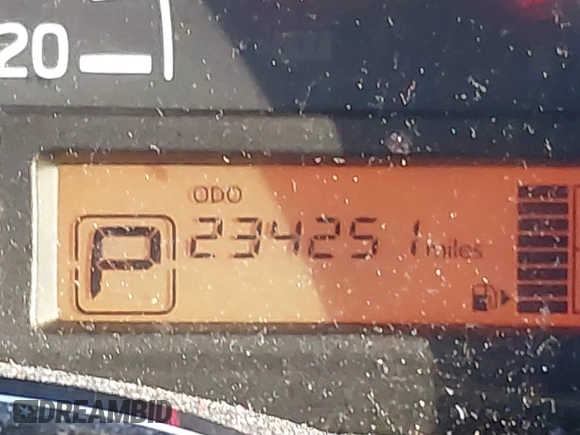 20
ODO
P 234251 miles
DREAMBID